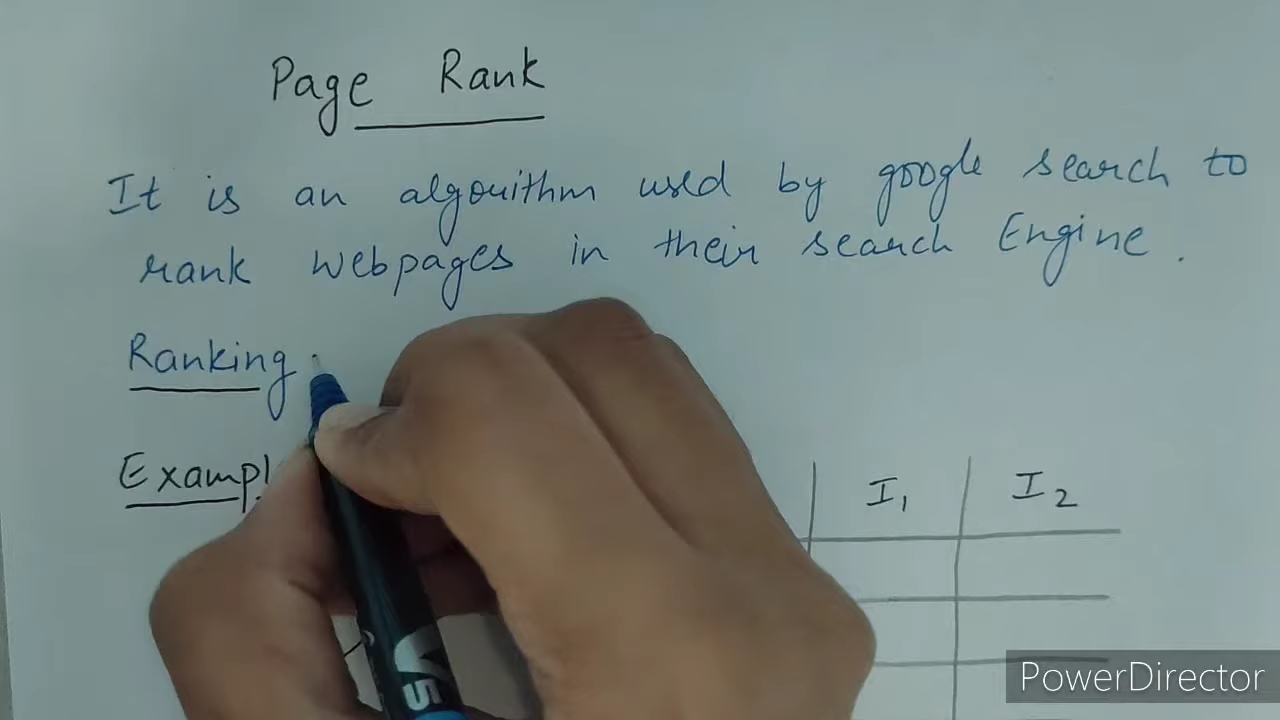 Page Rank
It is an algorithm used by google search to
rank webpages in their search Engine.
Ranking
Exampl
I₁ I₂
V5
PowerDirector